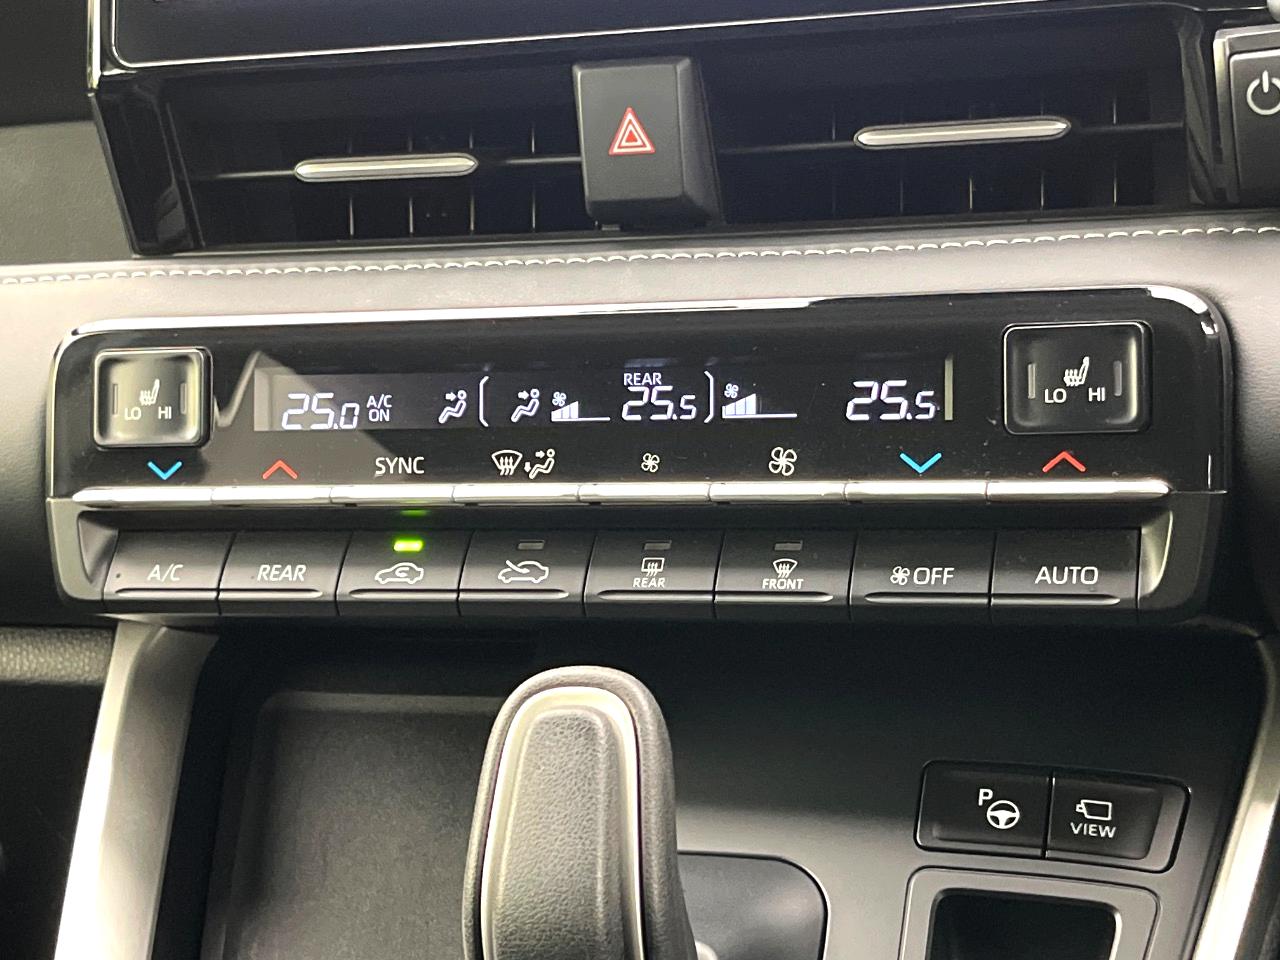 LO HI
25.0 A/C ON
REAR 25.5
25.5
LO HI
SYNC
A/C
REAR
REAR
FRONT
OFF
AUTO
P
VIEW